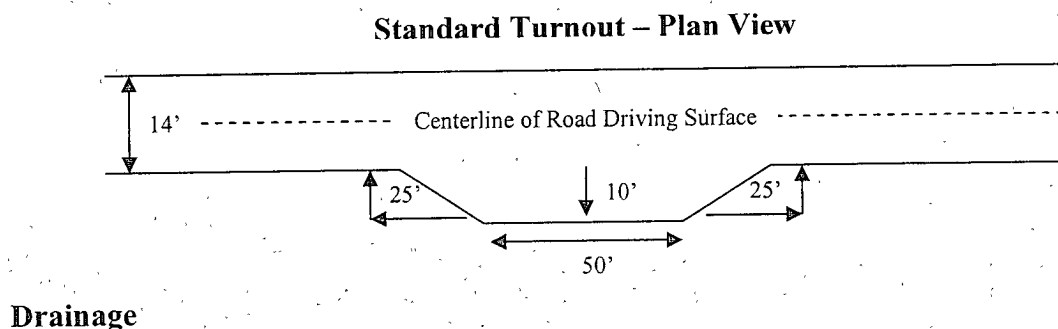 Standard Turnout – Plan View
14'
Centerline of Road Driving Surface
25'
10'
25'
50'
Drainage